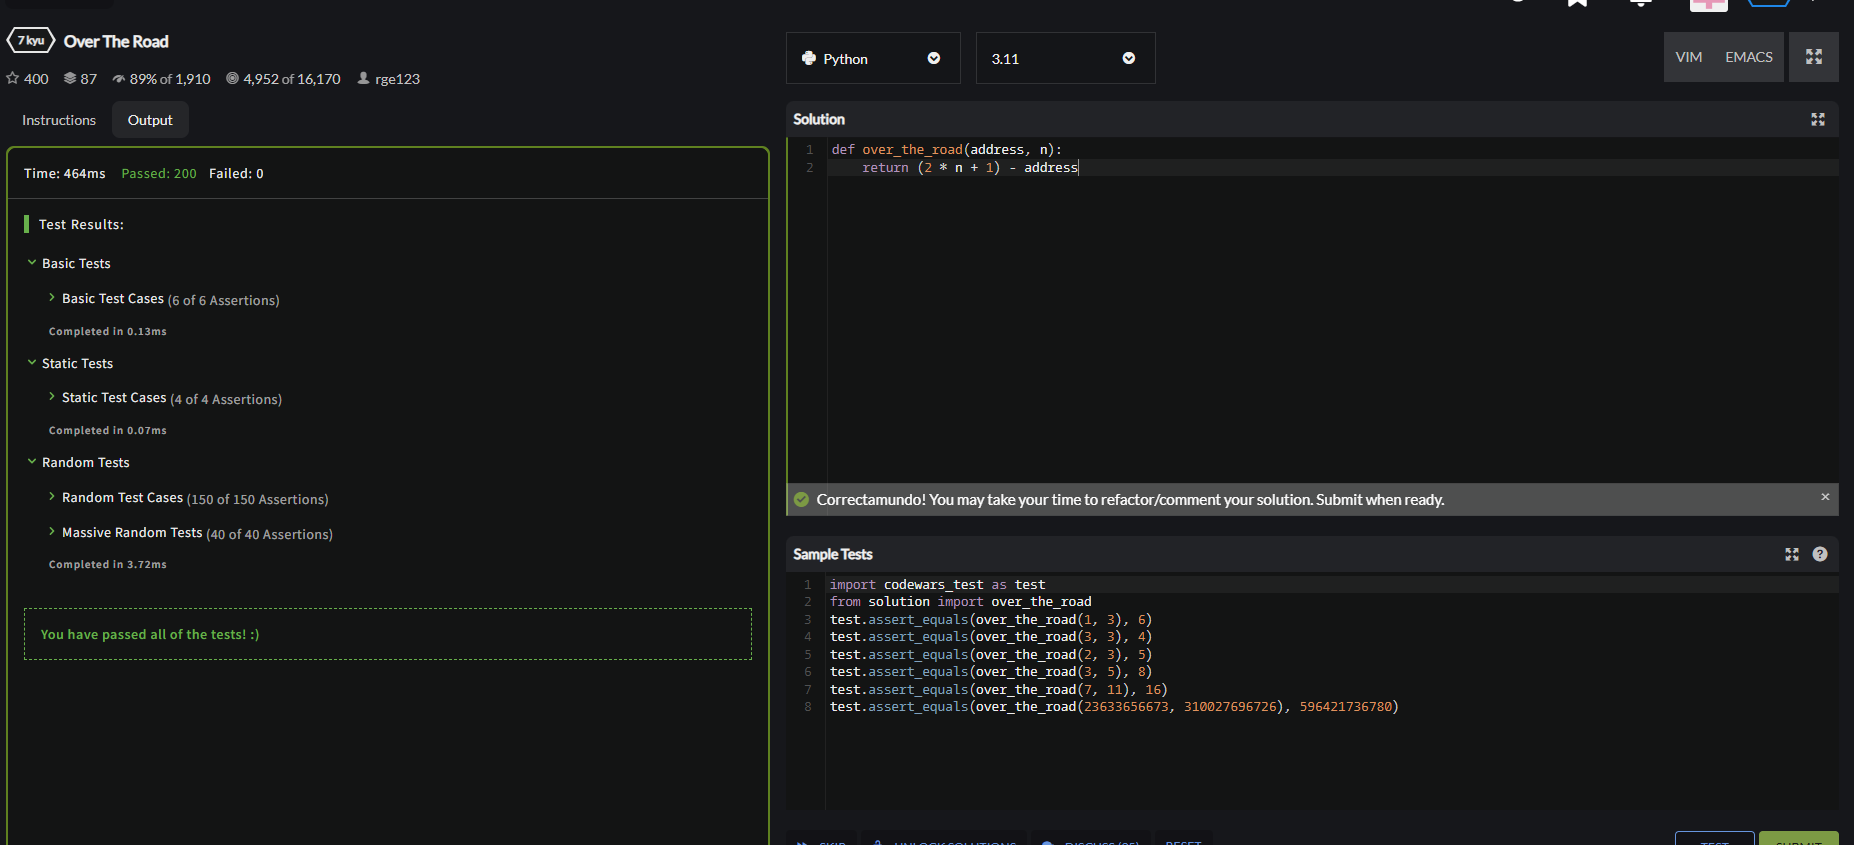 7 kyu Over The Road
400 87 89% of 1,910 4,952 of 16,170 rge123
Instructions Output
Time: 464ms Passed: 200 Failed: 0
Test Results:
Basic Tests
Basic Test Cases (6 of 6 Assertions)
Completed in 0.13ms
Static Tests
Static Test Cases (4 of 4 Assertions)
Completed in 0.07ms
Random Tests
Random Test Cases (150 of 150 Assertions)
Massive Random Tests (40 of 40 Assertions)
Completed in 3.72ms
You have passed all of the tests! :)
Python 3.11 VIM EMACS
Solution
1 def over_the_road(address, n):
2 return (2 * n + 1) - address
Correctamundo! You may take your time to refactor/comment your solution. Submit when ready. ×
Sample Tests ?
1 import codewars_test as test
2 from solution import over_the_road
3 test.assert_equals(over_the_road(1, 3), 6)
4 test.assert_equals(over_the_road(3, 3), 4)
5 test.assert_equals(over_the_road(2, 3), 5)
6 test.assert_equals(over_the_road(3, 5), 8)
7 test.assert_equals(over_the_road(7, 11), 16)
8 test.assert_equals(over_the_road(23633656673, 310027696726), 596421736780)
SKIP UNLOCK SOLUTIONS RESET TEST SUBMIT